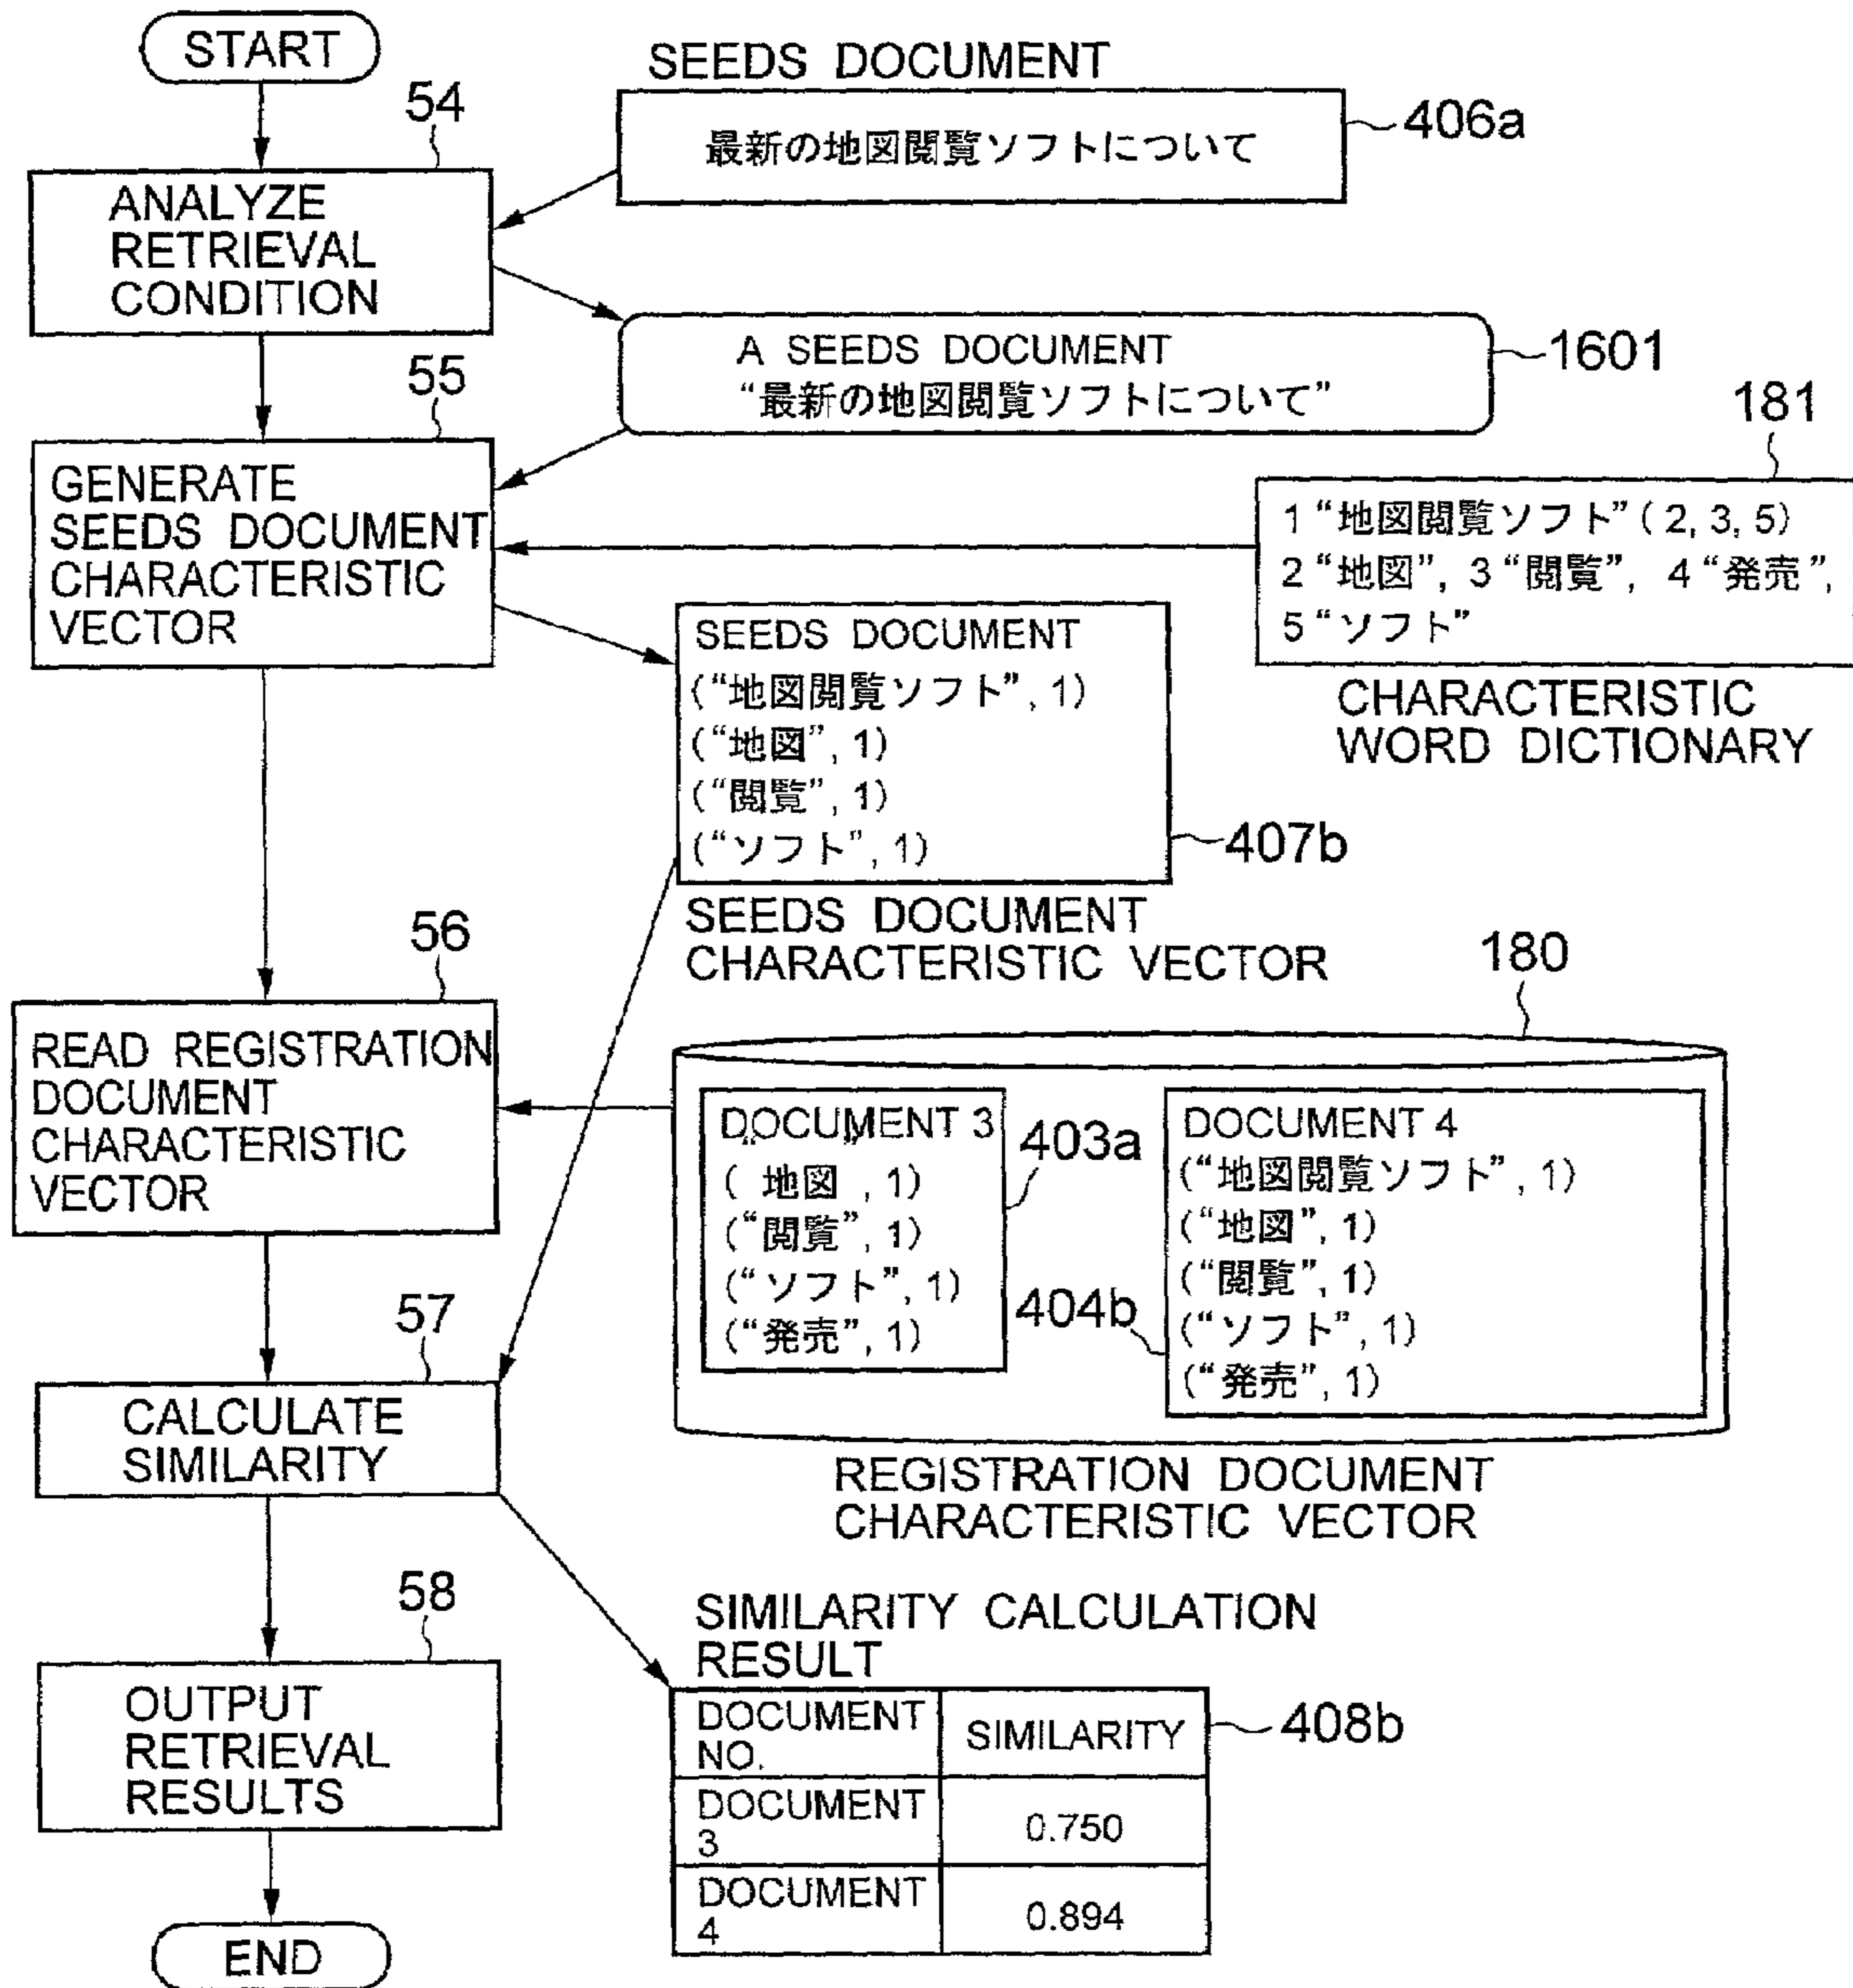 START
54
SEEDS DOCUMENT
最新の地図閲覧ソフトについて
406a
ANALYZE
RETRIEVAL
CONDITION
A SEEDS DOCUMENT
“最新の地図閲覧ソフトについて”
1601
55
181
GENERATE
SEEDS DOCUMENT
CHARACTERISTIC
VECTOR
1 “地図閲覧ソフト” ( 2, 3, 5)
2 “地図”, 3 “閲覧”, 4 “発売”,
5 “ソフト”
CHARACTERISTIC
WORD DICTIONARY
SEEDS DOCUMENT
(“地図閲覧ソフト”, 1)
(“地図”, 1)
(“閲覧”, 1)
(“ソフト”, 1)
407b
SEEDS DOCUMENT
CHARACTERISTIC VECTOR
56
180
READ REGISTRATION
DOCUMENT
CHARACTERISTIC
VECTOR
DOCUMENT 3
(“地図”, 1)
(“閲覧”, 1)
(“ソフト”, 1)
(“発売”, 1)
403a
404b
DOCUMENT 4
(“地図閲覧ソフト”, 1)
(“地図”, 1)
(“閲覧”, 1)
(“ソフト”, 1)
(“発売”, 1)
REGISTRATION DOCUMENT
CHARACTERISTIC VECTOR
57
CALCULATE
SIMILARITY
58
OUTPUT
RETRIEVAL
RESULTS
SIMILARITY CALCULATION
RESULT
DOCUMENT
NO.
SIMILARITY
408b
DOCUMENT
3
0.750
DOCUMENT
4
0.894
END